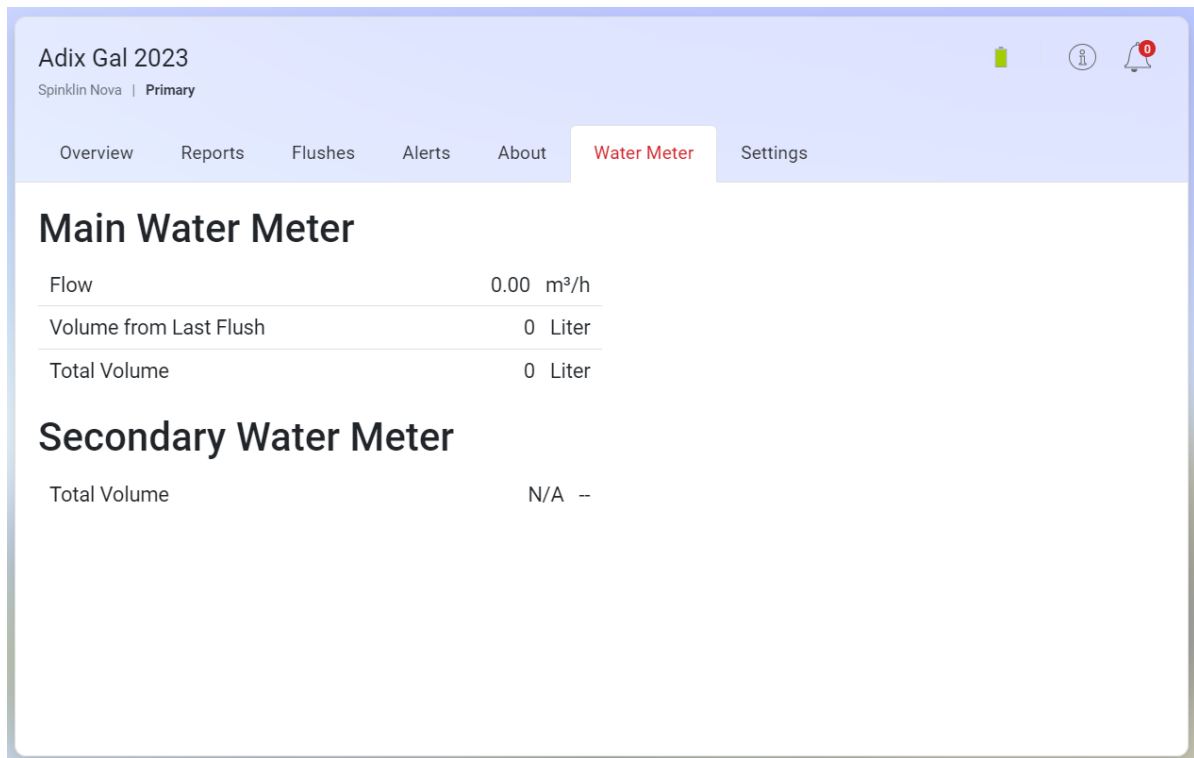 Adix Gal 2023
0
Spinklin Nova | Primary
Overview Reports Flushes Alerts About Water Meter Settings
Main Water Meter
Flow 0.00 m³/h
Volume from Last Flush 0 Liter
Total Volume 0 Liter
Secondary Water Meter
Total Volume N/A --